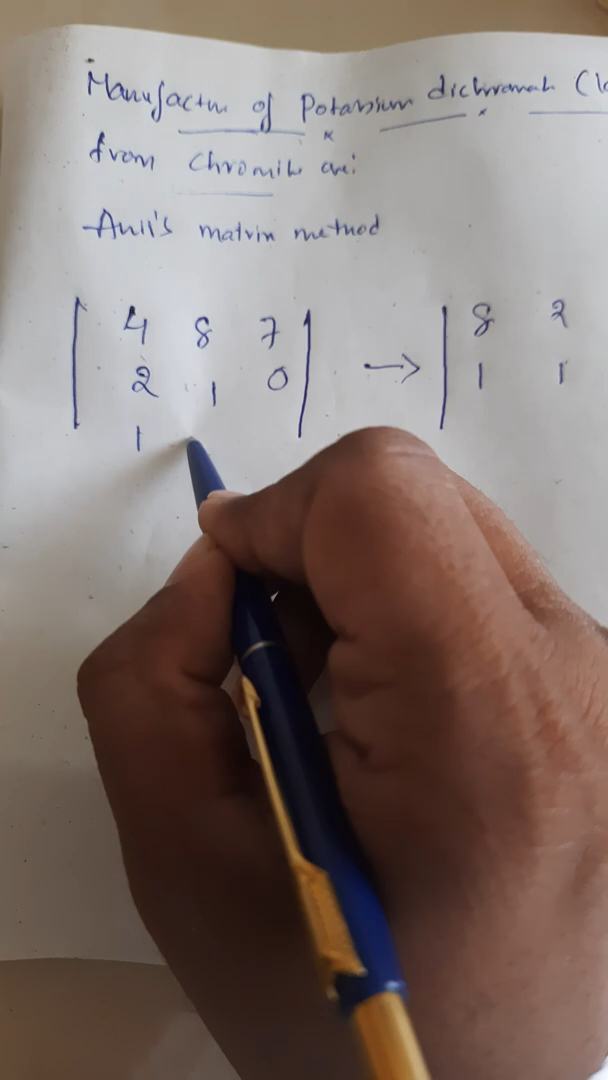 Manufactur of Potassium dichromate (K
from Chromite ore:
Anil's matrix method
4 8 7 → 8 2
2 1 0 1 1
1